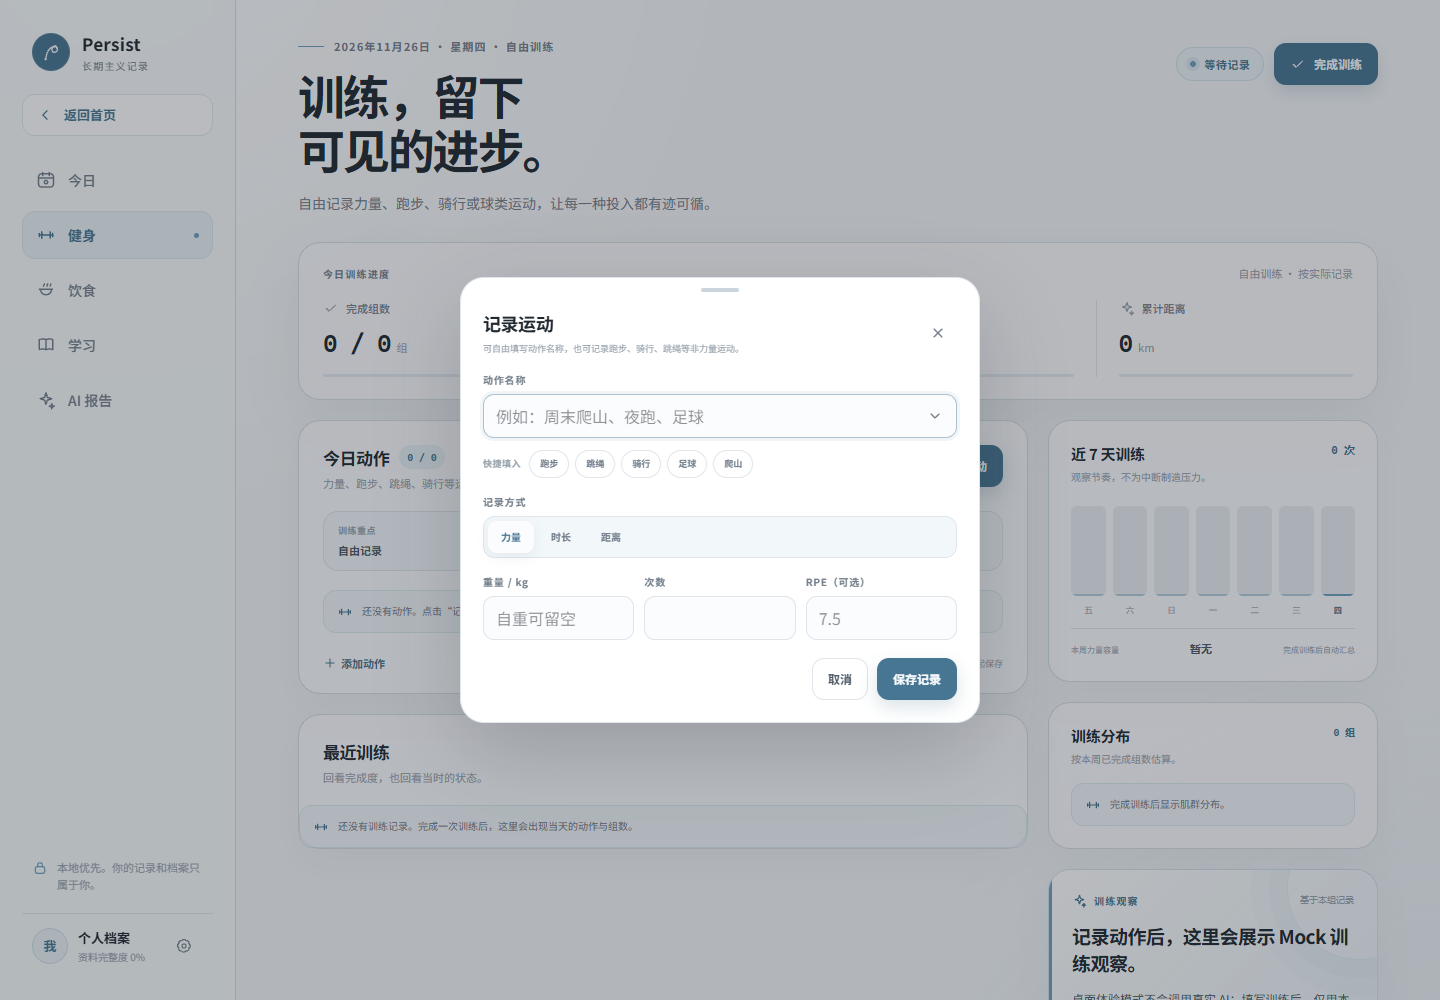 Persist
长期主义记录
返回首页
今日
健身
饮食
学习
AI 报告
本地优先。你的记录和档案只
属于你。
我
个人档案
资料完整度 0%
2026年11月26日 · 星期四 · 自由训练
训练，留下
可见的进步。
自由记录力量、跑步、骑行或球类运动，让每一种投入都有迹可循。
等待记录
完成训练
今日训练进度
自由训练 · 按实际记录
完成组数
0 / 0 组
累计距离
0 km
今日动作 0 / 0
力量、跑步、跳绳、骑行等运
动
训练重点
自由记录
还没有动作。点击“记
添加动作
起保存
记录运动
可自由填写动作名称，也可记录跑步、骑行、跳绳等非力量运动。
动作名称
例如：周末爬山、夜跑、足球
快捷填入 跑步 跳绳 骑行 足球 爬山
记录方式
力量 时长 距离
重量 / kg 次数 RPE（可选）
自重可留空 7.5
取消 保存记录
最近训练
回看完成度，也回看当时的状态。
还没有训练记录。完成一次训练后，这里会出现当天的动作与组数。
近 7 天训练 0 次
观察节奏，不为中断制造压力。
五 六 日 一 二 三 四
本周力量容量 暂无 完成训练后自动汇总
训练分布 0 组
按本周已完成组数估算。
完成训练后显示肌群分布。
训练观察 基于本组记录
记录动作后，这里会展示 Mock 训
练观察。